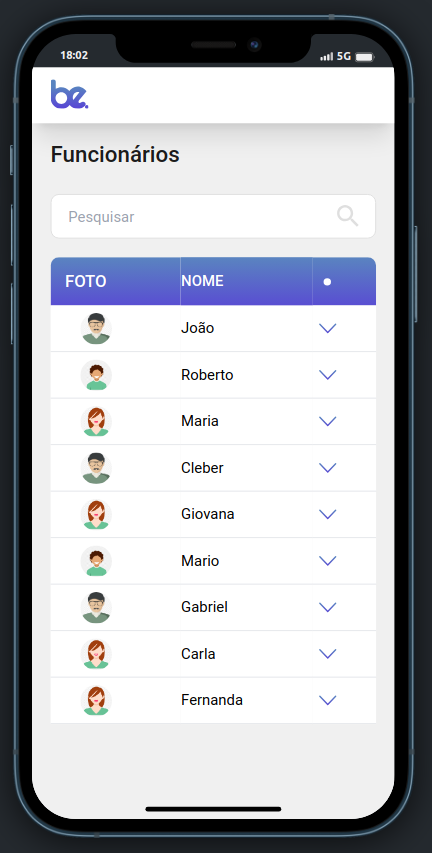 18:02 5G
be.
Funcionários
Pesquisar
FOTO NOME
João
Roberto
Maria
Cleber
Giovana
Mario
Gabriel
Carla
Fernanda